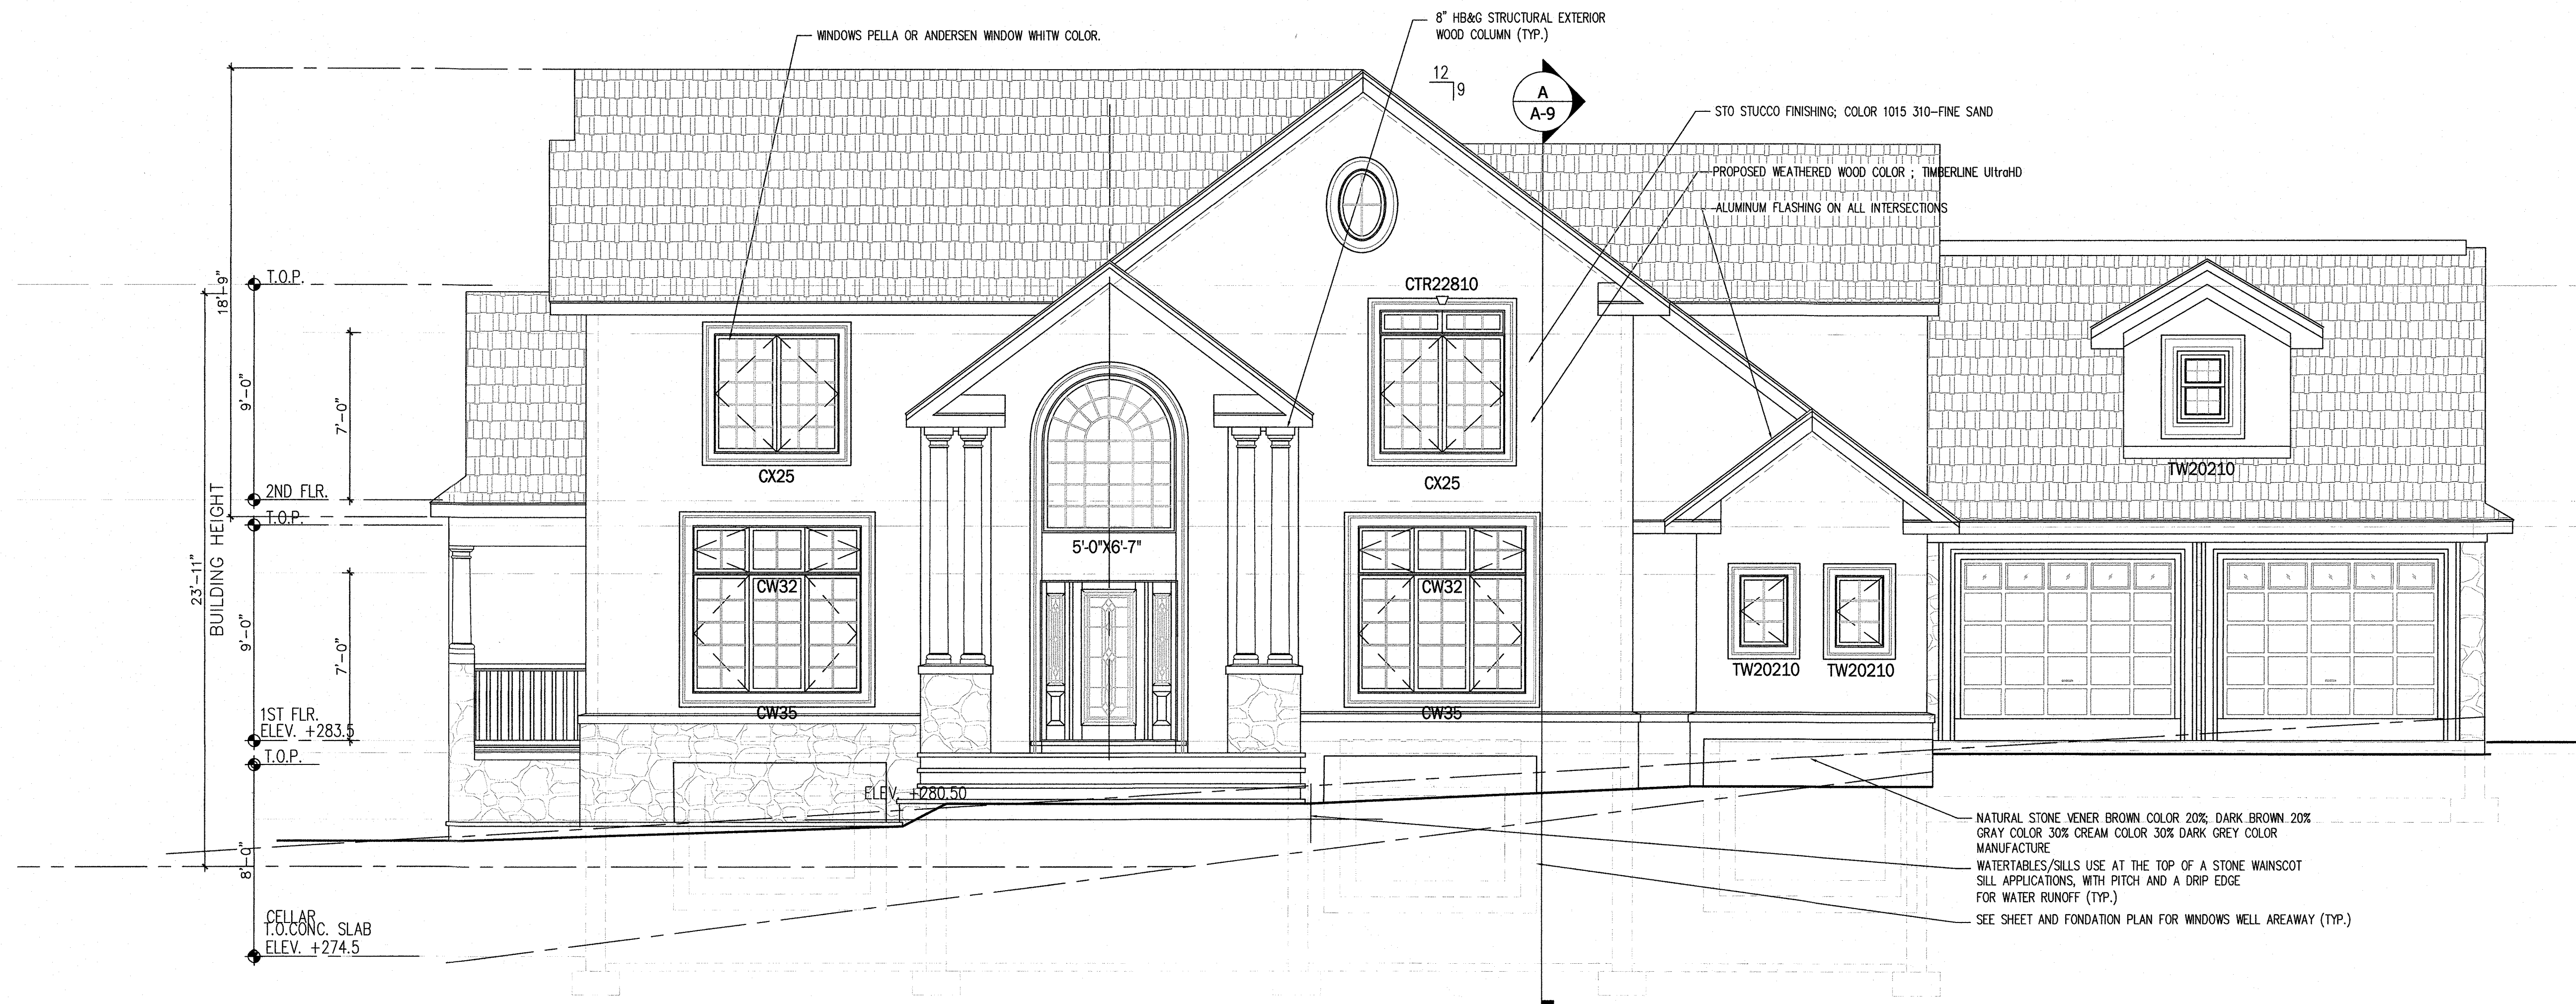 8" HB&G STRUCTURAL EXTERIOR
WOOD COLUMN (TYP.)
WINDOWS PELLA OR ANDERSEN WINDOW WHITW COLOR.
12
9
A
A-9
STO STUCCO FINISHING; COLOR 1015 310-FINE SAND
PROPOSED WEATHERED WOOD COLOR ; TIMBERLINE UltraHD
ALUMINUM FLASHING ON ALL INTERSECTIONS
T.O.P.
18'-9"
CTR22810
9'-0"
7'-0"
CX25
CX25
TW20210
2ND FLR.
T.O.P.
23'-11"
BUILDING HEIGHT
5'-0"X6'-7"
CW32
CW32
9'-0"
7'-0"
TW20210
TW20210
CW35
CW35
1ST FLR.
ELEV. +283.5
T.O.P.
ELEV. +280.50
8'-0"
NATURAL STONE VENER BROWN COLOR 20%; DARK BROWN 20%
GRAY COLOR 30% CREAM COLOR 30% DARK GREY COLOR
MANUFACTURE
WATERTABLES/SILLS USE AT THE TOP OF A STONE WAINSCOT
SILL APPLICATIONS, WITH PITCH AND A DRIP EDGE
FOR WATER RUNOFF (TYP.)
SEE SHEET AND FONDATION PLAN FOR WINDOWS WELL AREAWAY (TYP.)
CELLAR
T.O.CONC. SLAB
ELEV. +274.5